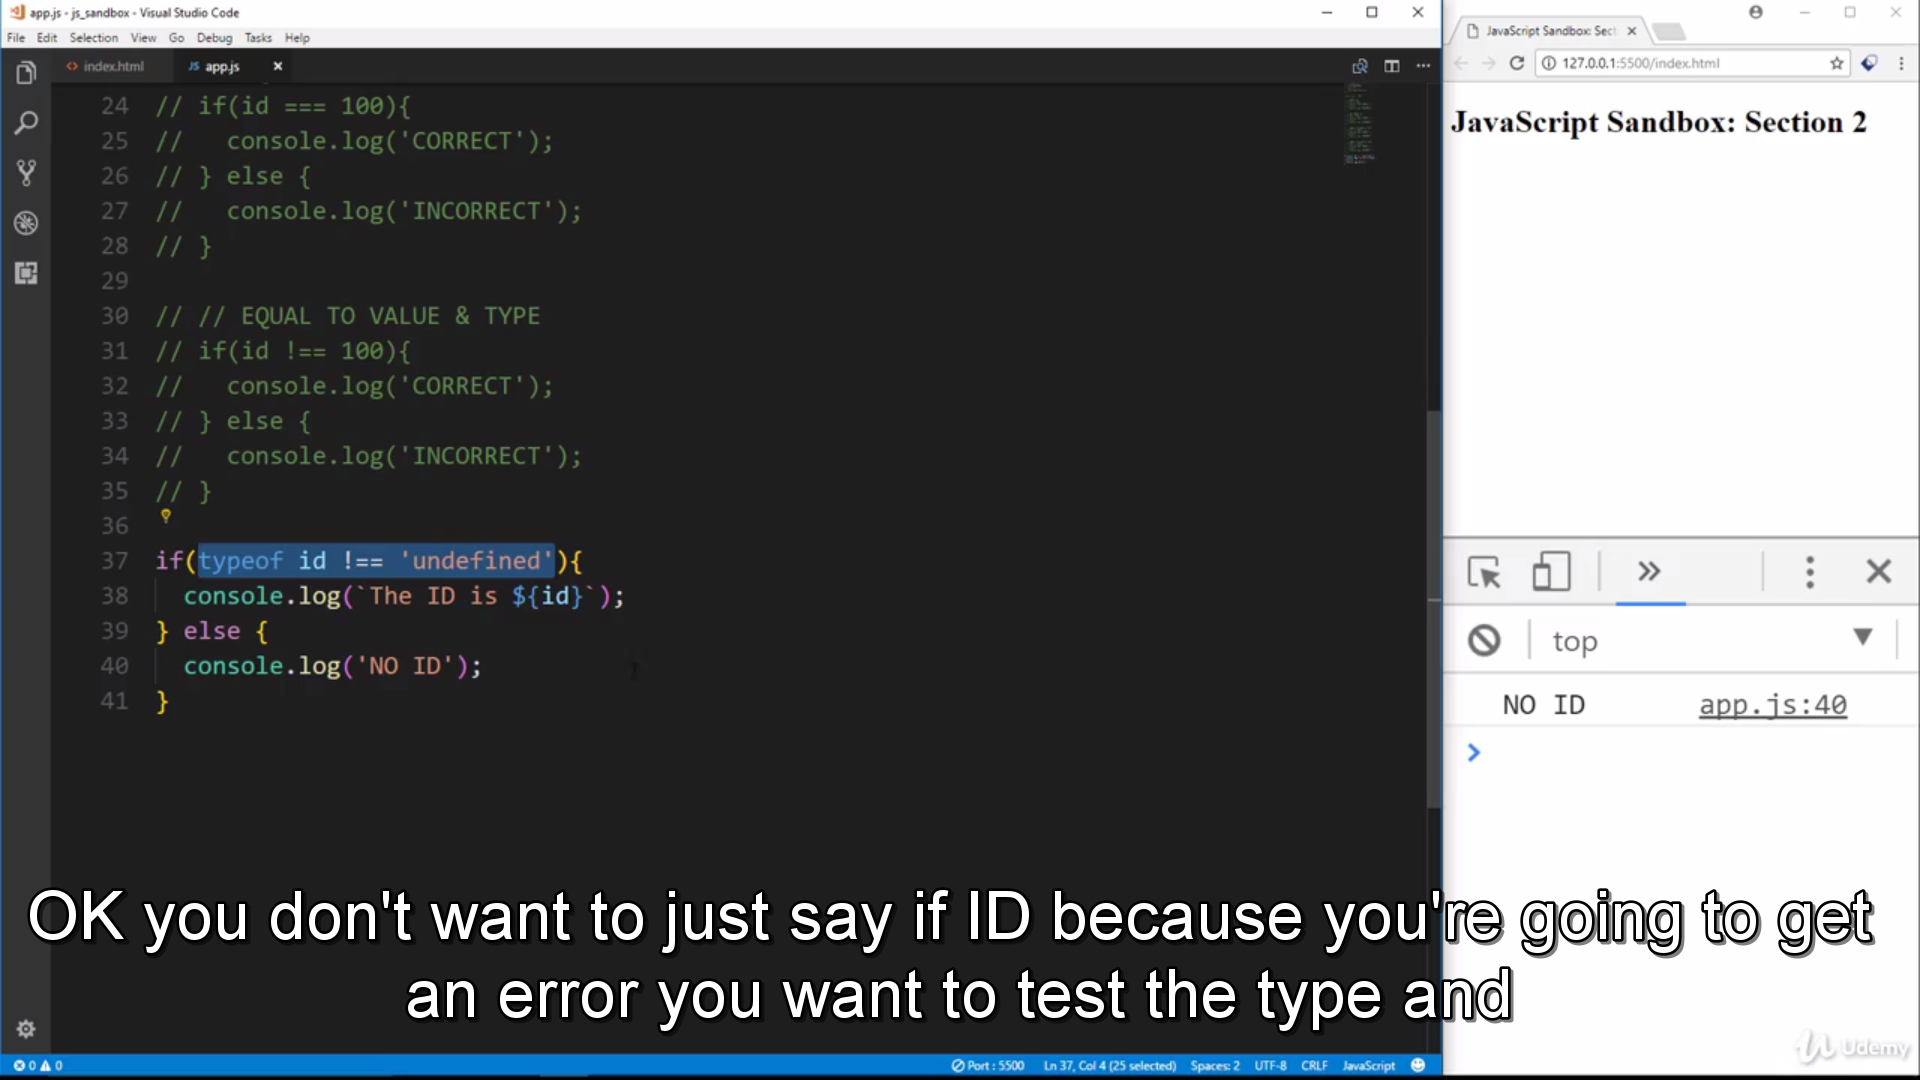 app.js - js_sandbox - Visual Studio Code
File Edit Selection View Go Debug Tasks Help
<> index.html JS app.js
24 // if(id === 100){
25 //   console.log('CORRECT');
26 // } else {
27 //   console.log('INCORRECT');
28 // }
29
30 // // EQUAL TO VALUE & TYPE
31 // if(id !== 100){
32 //   console.log('CORRECT');
33 // } else {
34 //   console.log('INCORRECT');
35 // }
36
37 if(typeof id !== 'undefined'){
38   console.log(`The ID is ${id}`);
39 } else {
40   console.log('NO ID');
41 }
0 0
Port : 5500 Ln 37, Col 4 (25 selected) Spaces: 2 UTF-8 CRLF JavaScript
JavaScript Sandbox: Sect
127.0.0.1:5500/index.html
JavaScript Sandbox: Section 2
top
NO ID app.js:40
OK you don't want to just say if ID because you're going to get
an error you want to test the type and
Udemy